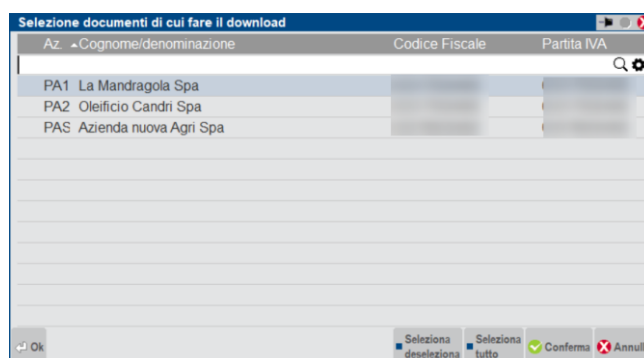 Selezione documenti di cui fare il download
Az. Cognome/denominazione Codice Fiscale Partita IVA
PA1 La Mandragola Spa
PA2 Oleificio Candri Spa
PAS Azienda nuova Agri Spa
Ok
Seleziona
deseleziona
Seleziona
tutto
Conferma
Annull